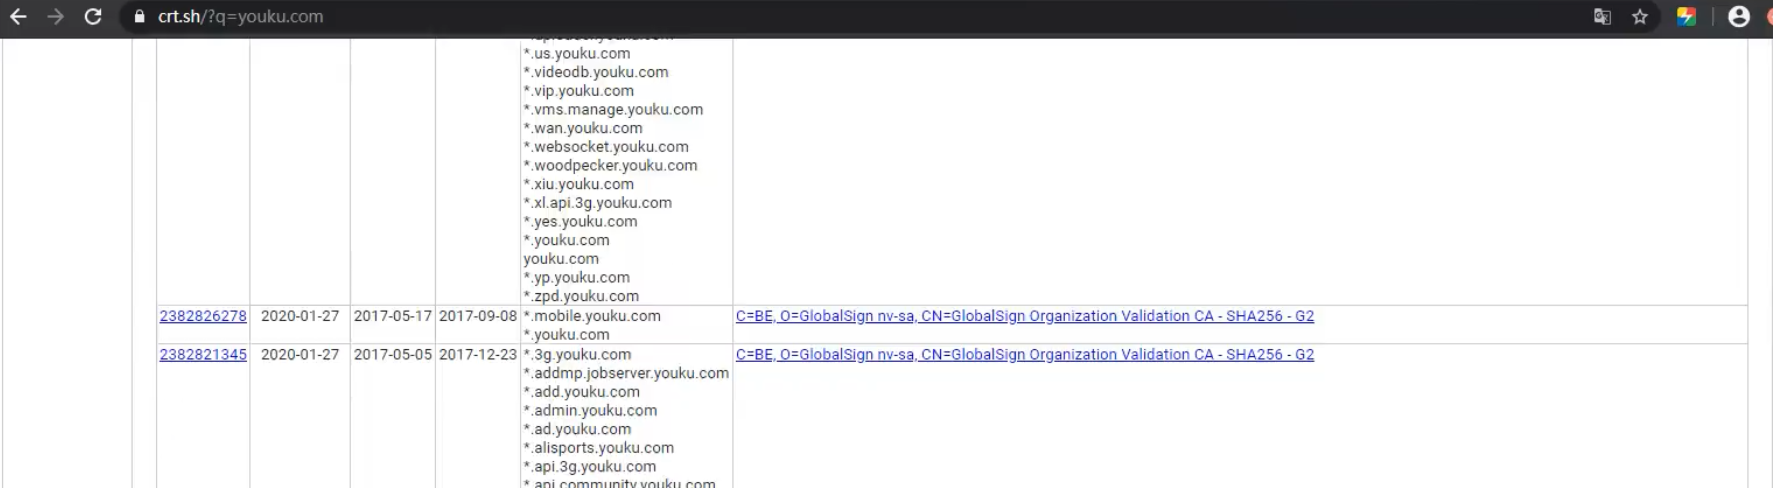 crt.sh/?q=youku.com
*.us.youku.com
*.videodb.youku.com
*.vip.youku.com
*.vms.manage.youku.com
*.wan.youku.com
*.websocket.youku.com
*.woodpecker.youku.com
*.xiu.youku.com
*.xl.api.3g.youku.com
*.yes.youku.com
*.youku.com
youku.com
*.yp.youku.com
*.zpd.youku.com
2382826278 2020-01-27 2017-05-17 2017-09-08 *.mobile.youku.com C=BE, O=GlobalSign nv-sa, CN=GlobalSign Organization Validation CA - SHA256 - G2
*.youku.com
2382821345 2020-01-27 2017-05-05 2017-12-23 *.3g.youku.com C=BE, O=GlobalSign nv-sa, CN=GlobalSign Organization Validation CA - SHA256 - G2
*.addmp.jobserver.youku.com
*.add.youku.com
*.admin.youku.com
*.ad.youku.com
*.alisports.youku.com
*.api.3g.youku.com
*.api.community.youku.com